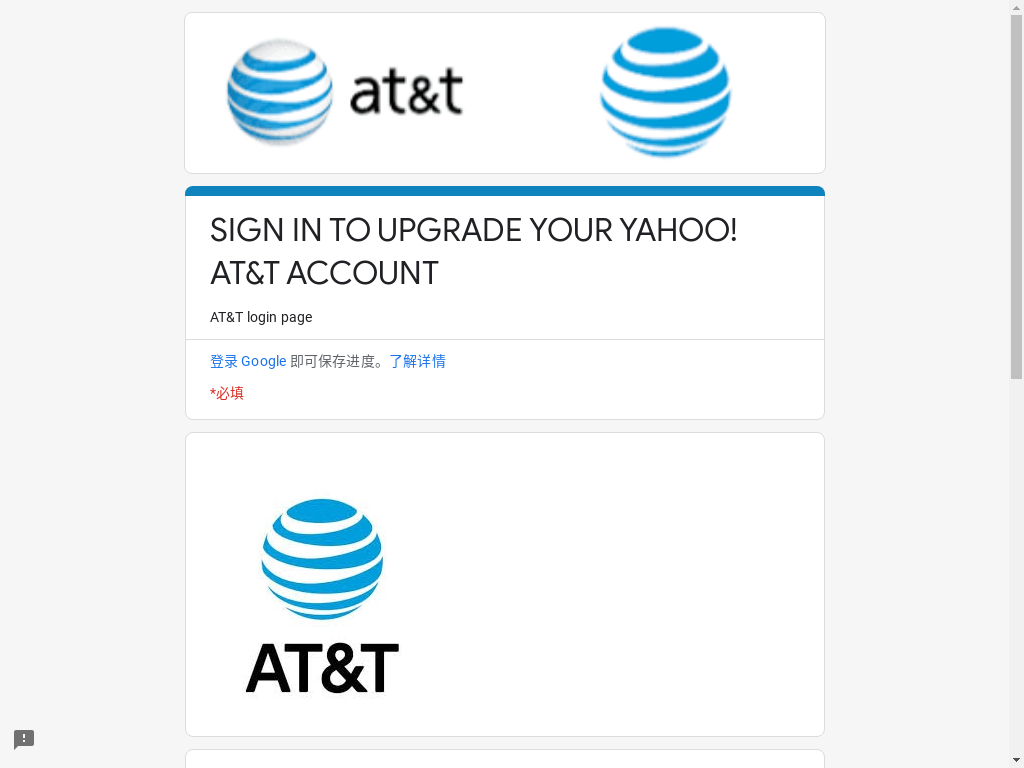 at&t
SIGN IN TO UPGRADE YOUR YAHOO!
AT&T ACCOUNT
AT&T login page
登录 Google 即可保存进度。了解详情
*必填
AT&T